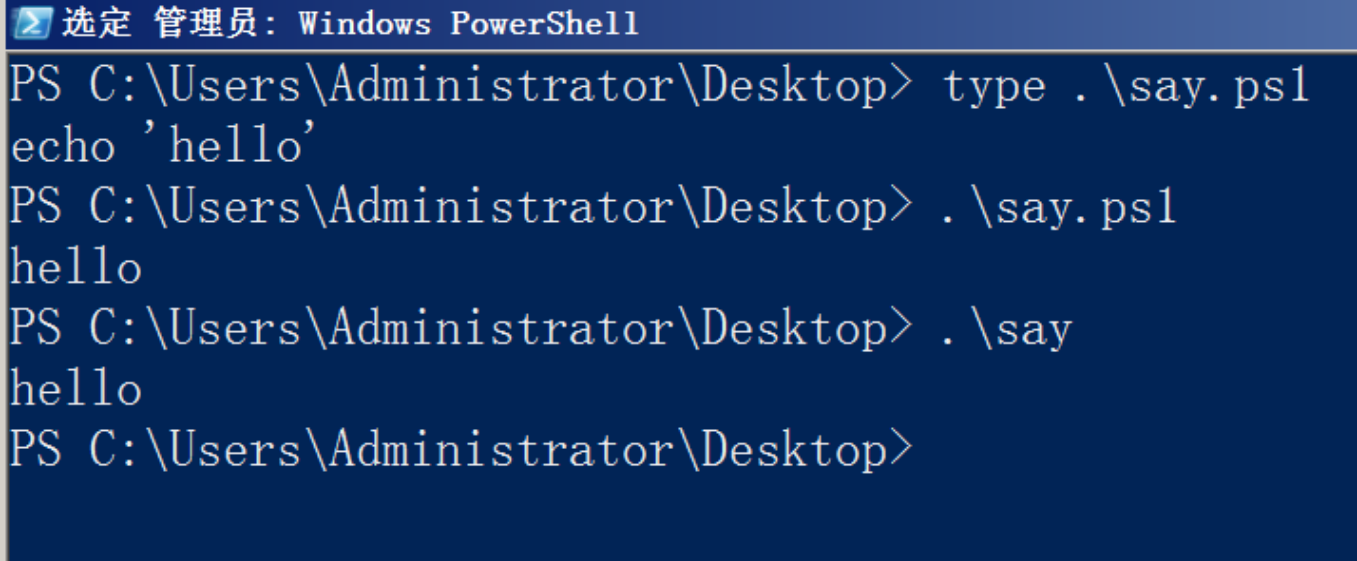 选定 管理员: Windows PowerShell
PS C:\Users\Administrator\Desktop> type .\say.ps1
echo 'hello'
PS C:\Users\Administrator\Desktop> .\say.ps1
hello
PS C:\Users\Administrator\Desktop> .\say
hello
PS C:\Users\Administrator\Desktop>